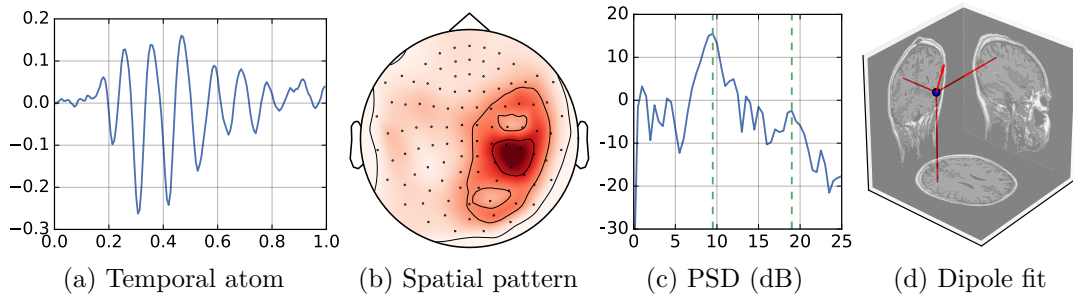 0.2
0.1
0.0
−0.1
−0.2
−0.3
0.0 0.2 0.4 0.6 0.8 1.0
20
10
0
−10
−20
−30
0 5 10 15 20 25
(a) Temporal atom
(b) Spatial pattern
(c) PSD (dB)
(d) Dipole fit